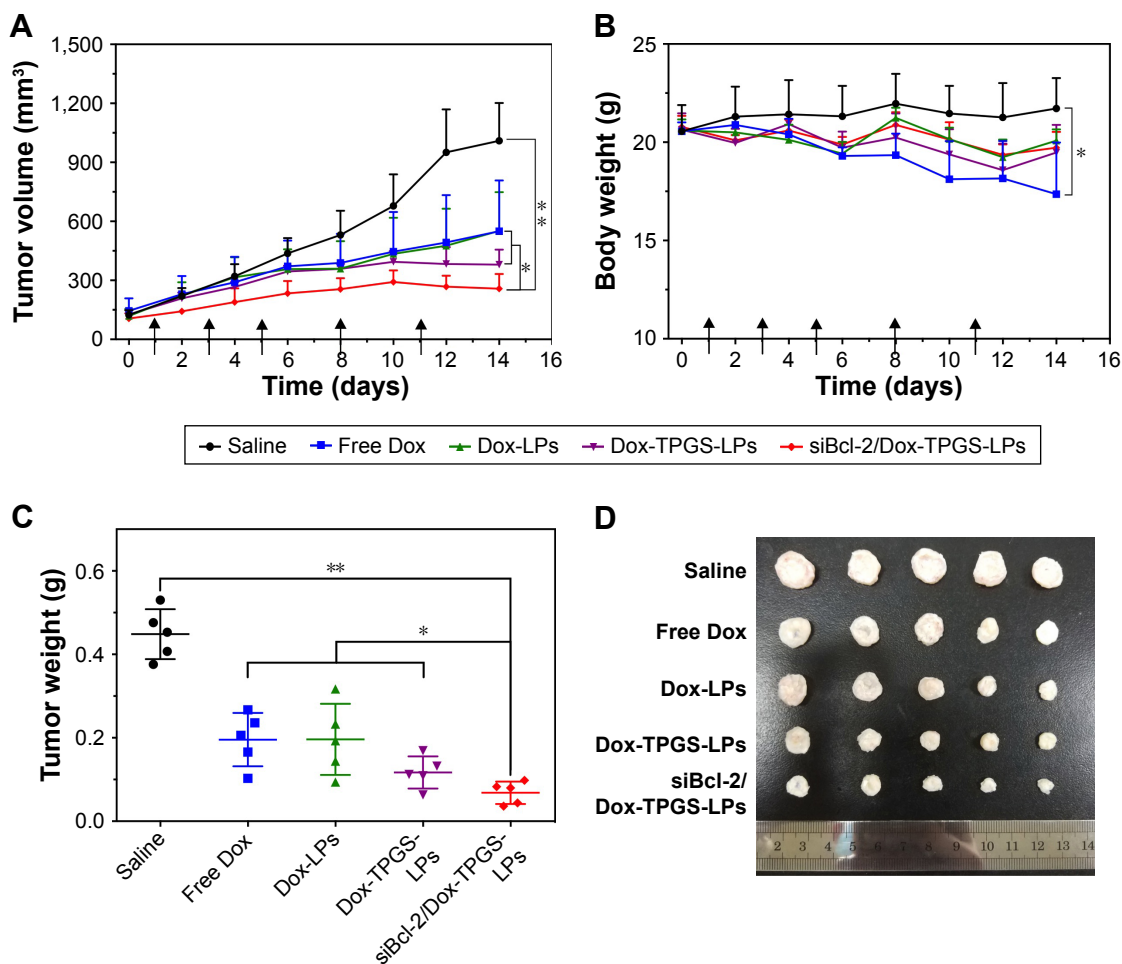 A
Tumor volume (mm³)
1,500
1,200
900
600
300
0
0 2 4 6 8 10 12 14 16
Time (days)
**
*
B
Body weight (g)
25
20
15
10
0 2 4 6 8 10 12 14 16
Time (days)
*
Saline Free Dox Dox-LPs Dox-TPGS-LPs siBcl-2/Dox-TPGS-LPs
C
Tumor weight (g)
0.6
0.4
0.2
0.0
**
*
Saline
Free Dox
Dox-LPs
Dox-TPGS-
LPs
siBcl-2/Dox-TPGS-
LPs
D
Saline
Free Dox
Dox-LPs
Dox-TPGS-LPs
siBcl-2/
Dox-TPGS-LPs
2 3 4 5 6 7 8 9 10 11 12 13 14